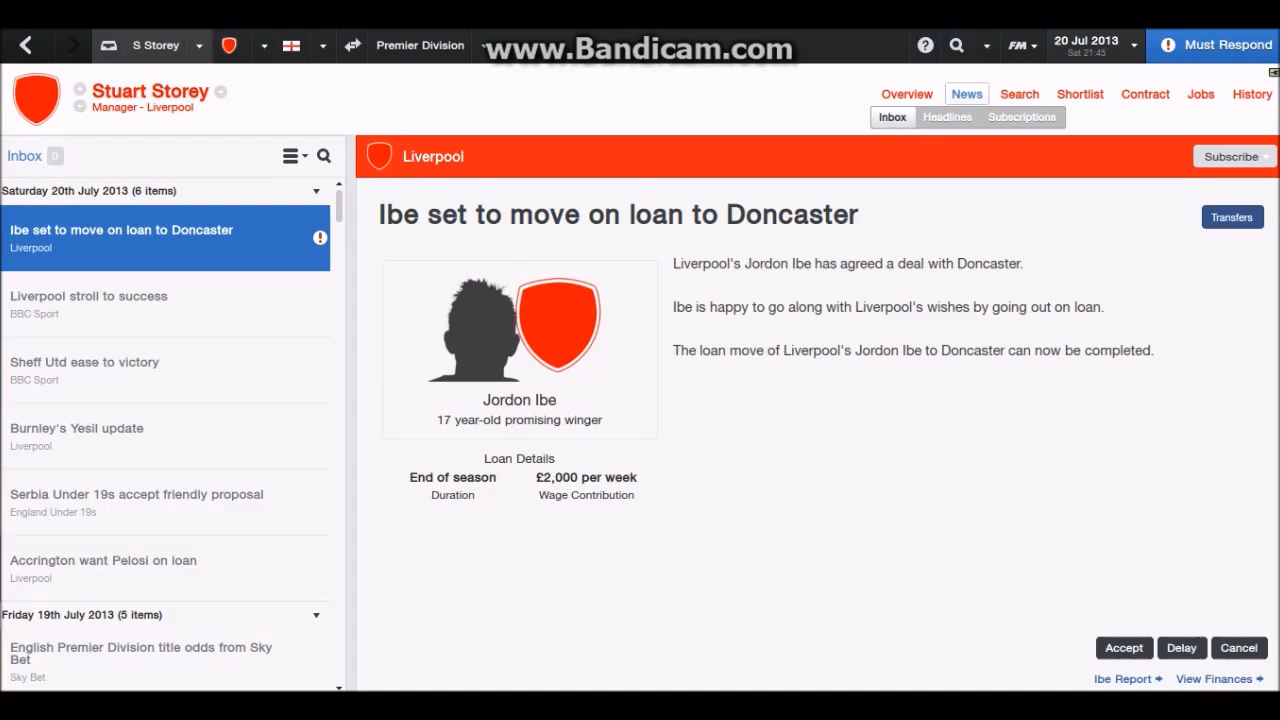 www.Bandicam.com
S Storey
Premier Division
FM
20 Jul 2013
Sat 21:45
Must Respond
Stuart Storey
Manager - Liverpool
Overview News Search Shortlist Contract Jobs History
Inbox Headlines Subscriptions
Inbox 0
Saturday 20th July 2013 (6 items)
Ibe set to move on loan to Doncaster
Liverpool
Liverpool stroll to success
BBC Sport
Sheff Utd ease to victory
BBC Sport
Burnley's Yesil update
Liverpool
Serbia Under 19s accept friendly proposal
England Under 19s
Accrington want Pelosi on loan
Liverpool
Friday 19th July 2013 (5 items)
English Premier Division title odds from Sky
Bet
Sky Bet
Liverpool
Subscribe
Ibe set to move on loan to Doncaster
Transfers
Liverpool's Jordon Ibe has agreed a deal with Doncaster.
Ibe is happy to go along with Liverpool's wishes by going out on loan.
The loan move of Liverpool's Jordon Ibe to Doncaster can now be completed.
Jordon Ibe
17 year-old promising winger
Loan Details
End of season £2,000 per week
Duration Wage Contribution
Accept Delay Cancel
Ibe Report View Finances